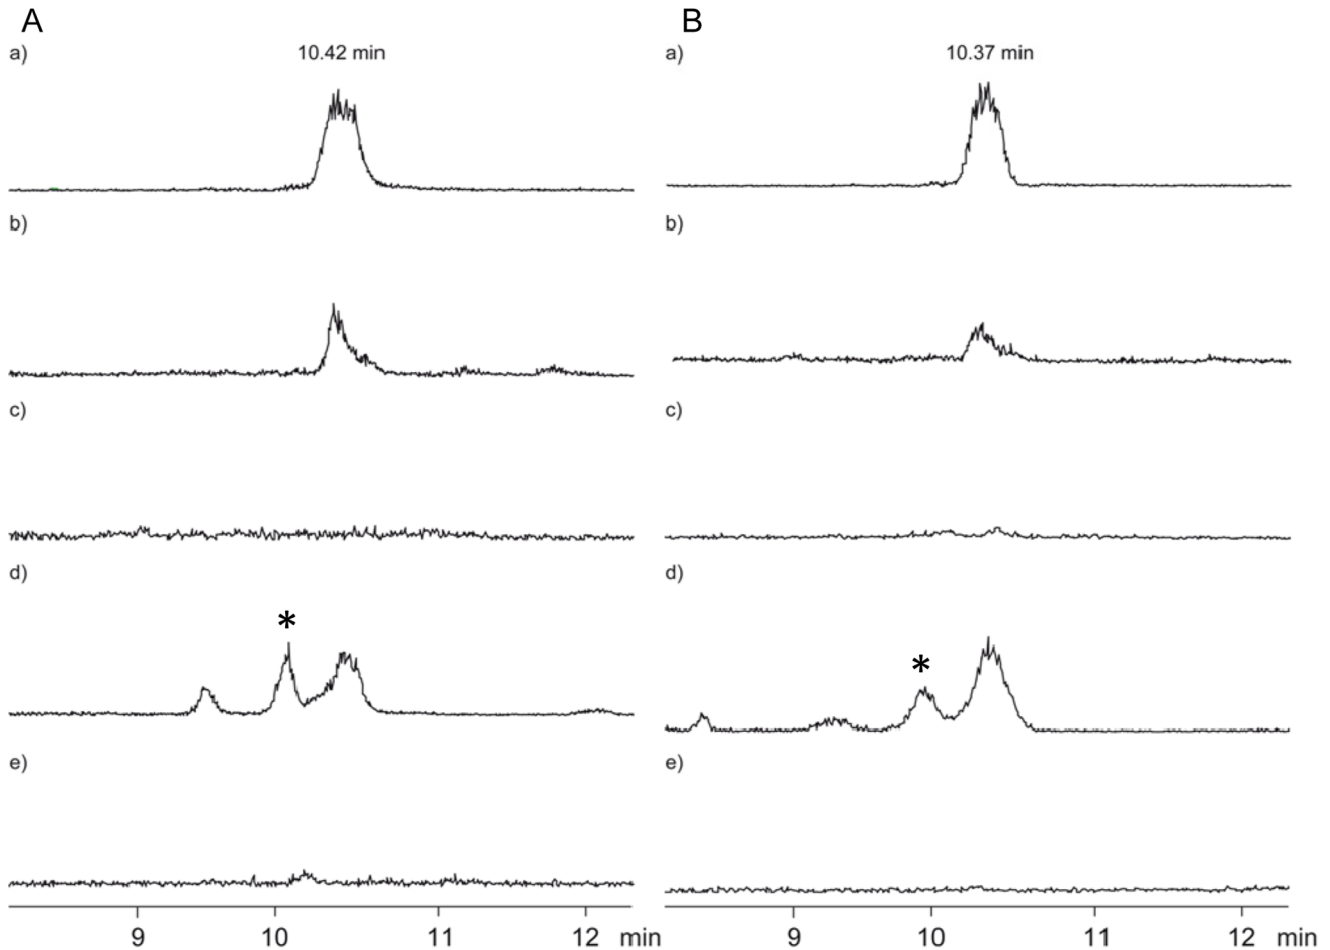 A B
a) 10.42 min a) 10.37 min
b) b)
c) c)
d) d)
* *
e) e)
9 10 11 12 min 9 10 11 12 min